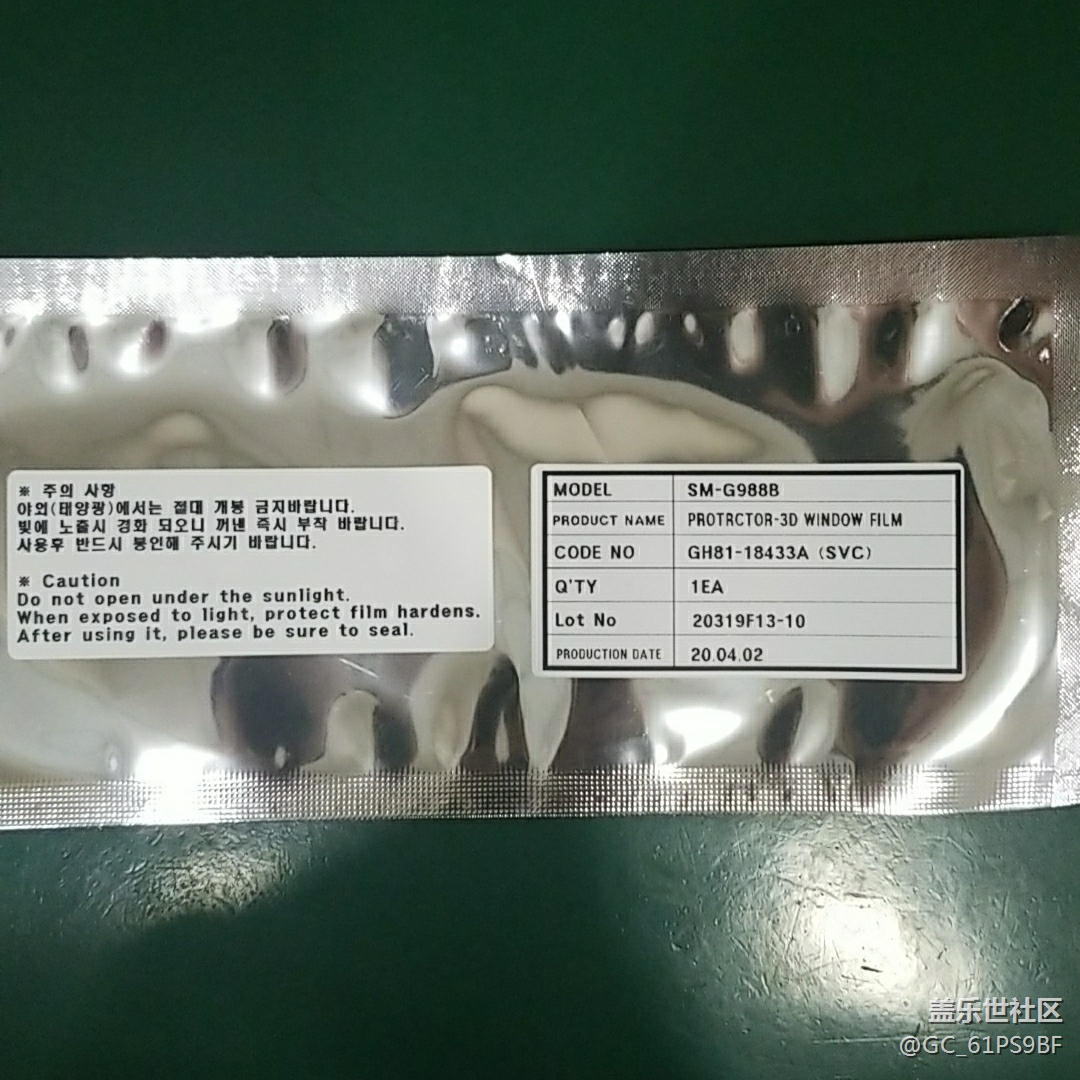 ※ 주의 사항
야외(태양광)에서는 절대 개봉 금지바랍니다.
빛에 노출시 경화 되오니 꺼낸 즉시 부착 바랍니다.
사용후 반드시 봉인해 주시기 바랍니다.
※ Caution
Do not open under the sunlight.
When exposed to light, protect film hardens.
After using it, please be sure to seal.
MODEL SM-G988B
PRODUCT NAME PROTRCTOR-3D WINDOW FILM
CODE NO GH81-18433A (SVC)
Q'TY 1EA
Lot No 20319F13-10
PRODUCTION DATE 20.04.02
盖乐世社区
@GC_61PS9BF